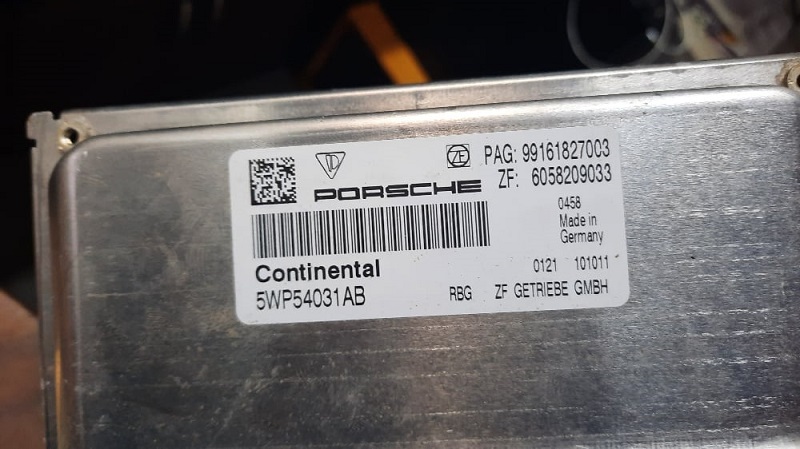 PAG: 99161827003
PORSCHE
ZF: 6058209033
0458
Made in
Germany
Continental
0121 101011
5WP54031AB RBG ZF GETRIEBE GMBH